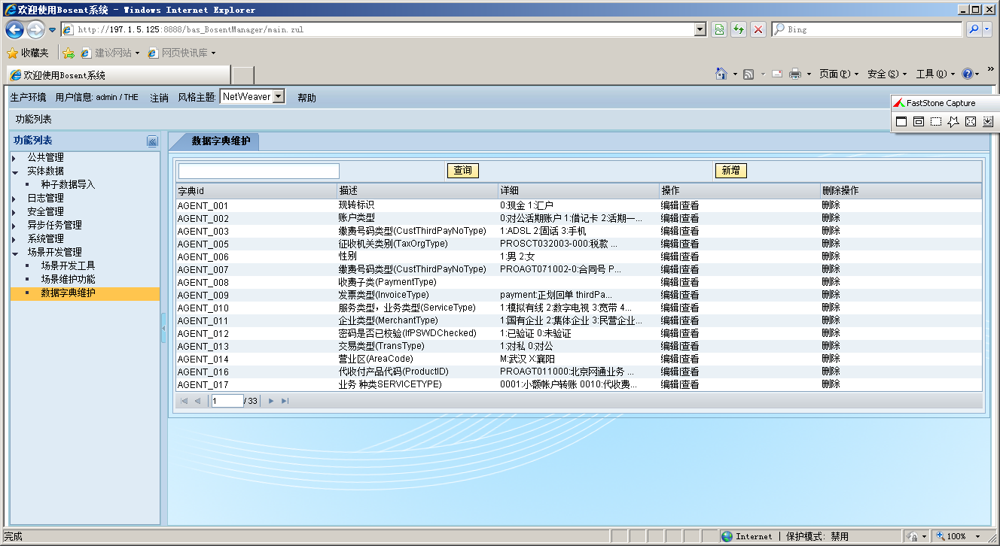 欢迎使用Bosent系统 - Windows Internet Explorer
http://197.1.5.125:8888/bas_BosentManager/main.zul
Bing
收藏夹 建议网站 网页快讯库
欢迎使用Bosent系统
页面(P) 安全(S) 工具(O) »
生产环境 用户信息: admin / THE 注销 风格主题: NetWeaver 帮助
FastStone Capture
功能列表
功能列表
公共管理
实体数据
种子数据导入
日志管理
安全管理
异步任务管理
系统管理
场景开发管理
场景开发工具
场景维护功能
数据字典维护
数据字典维护
查询 新增
字典id 描述 详细 操作 删除操作
AGENT_001 现转标识 0:现金 1:汇户 编辑|查看 删除
AGENT_002 账户类型 0:对公活期账户 1:借记卡 2:活期一... 编辑|查看 删除
AGENT_003 缴费号码类型(CustThirdPayNoType) 1:ADSL 2:固话 3:手机 编辑|查看 删除
AGENT_005 征收机关类别(TaxOrgType) PROSCT032003-000:税款 ... 编辑|查看 删除
AGENT_006 性别 1:男 2:女 编辑|查看 删除
AGENT_007 缴费号码类型(CustThirdPayNoType) PROAGT071002-0:合同号 P... 编辑|查看 删除
AGENT_008 收费子类(PaymentType) 编辑|查看 删除
AGENT_009 发票类型(InvoiceType) payment:正划回单 thirdPa... 编辑|查看 删除
AGENT_010 服务类型，业务类型(ServiceType) 1:模拟有线 2:数字电视 3:宽带 4... 编辑|查看 删除
AGENT_011 企业类型(MerchantType) 1:国有企业 2:集体企业 3:民营企业... 编辑|查看 删除
AGENT_012 密码是否已校验(IfPSWDChecked) 1:已验证 0:未验证 编辑|查看 删除
AGENT_013 交易类型(TransType) 1:对私 0:对公 编辑|查看 删除
AGENT_014 营业区(AreaCode) M:武汉 X:襄阳 编辑|查看 删除
AGENT_016 代收付产品代码(ProductID) PROAGT011000:北京网通业务 ... 编辑|查看 删除
AGENT_017 业务 种类SERVICETYPE) 0001:小额帐户转账 0010:代收费... 编辑|查看 删除
1 / 33
完成 Internet | 保护模式: 禁用 100%